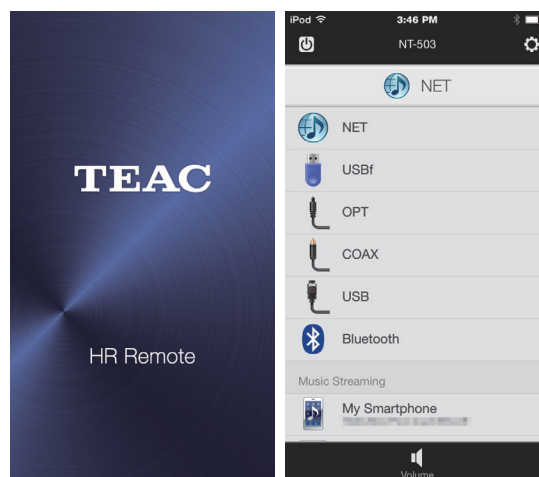 TEAC
HR Remote
iPod 3:46 PM
NT-503
NET
NET
USBf
OPT
COAX
USB
Bluetooth
Music Streaming
My Smartphone
Volume